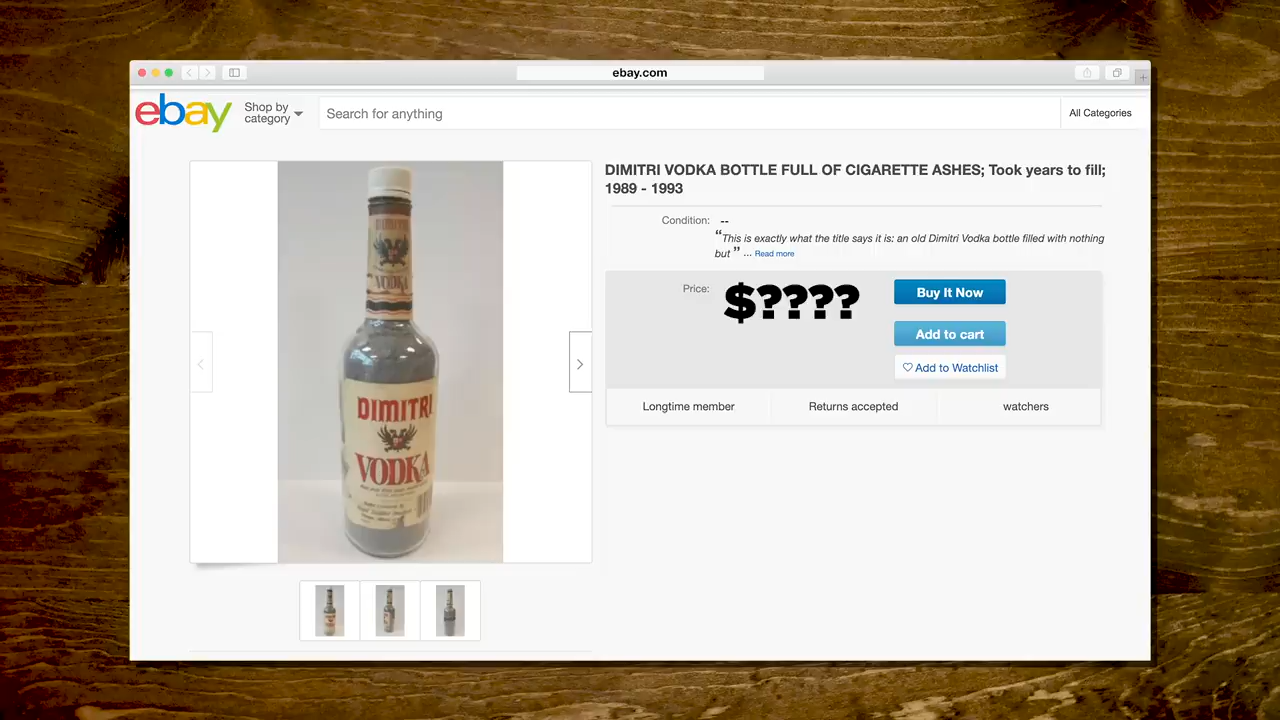 ebay.com
ebay
Shop by
category
Search for anything
All Categories
DIMITRI VODKA BOTTLE FULL OF CIGARETTE ASHES; Took years to fill;
1989 - 1993
Condition: --
“This is exactly what the title says it is: an old Dimitri Vodka bottle filled with nothing
but ” ... Read more
Price: $????
Buy It Now
Add to cart
Add to Watchlist
Longtime member
Returns accepted
watchers
VODKA
DIMITRI
VODKA